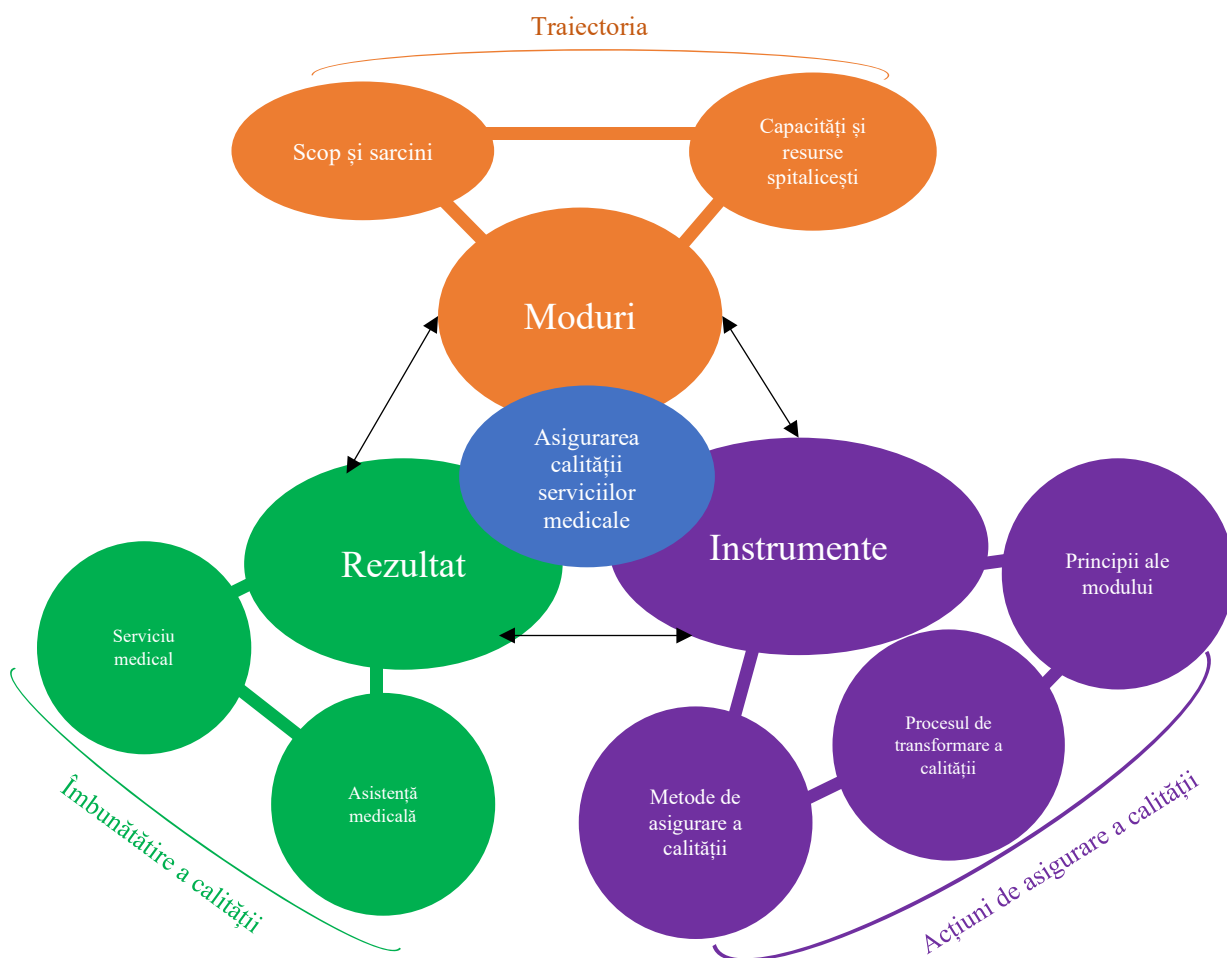 Traiectoria
Scop și sarcini
Capacități și
resurse
spitalicești
Moduri
Asigurarea
calității
serviciilor
medicale
Rezultat
Instrumente
Principii ale
modului
Serviciu
medical
Procesul de
transformare a
calității
Asistență
medicală
Metode de
asigurare a
calității
Îmbunătățire a calității
Acțiuni de asigurare a calității